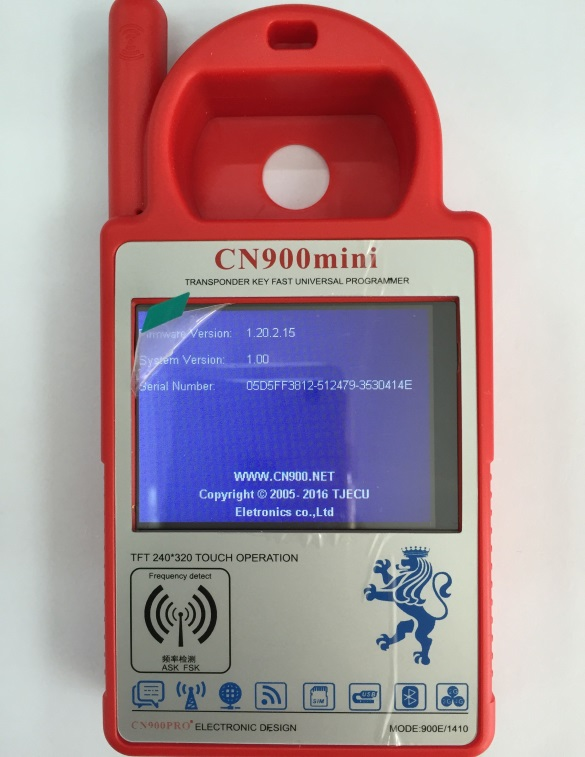 CN900mini
TRANSPONDER KEY FAST UNIVERSAL PROGRAMMER
Firmware Version: 1.20.2.15
System Version: 1.00
Serial Number: 05D5FF3812-512479-3530414E
WWW.CN900.NET
Copyright © 2005- 2016 TJECU
Eletronics co.,Ltd
TFT 240*320 TOUCH OPERATION
Frequency detect
频率检测
ASK FSK
SIM
USB
CN900PRO® ELECTRONIC DESIGN
MODE:900E/1410